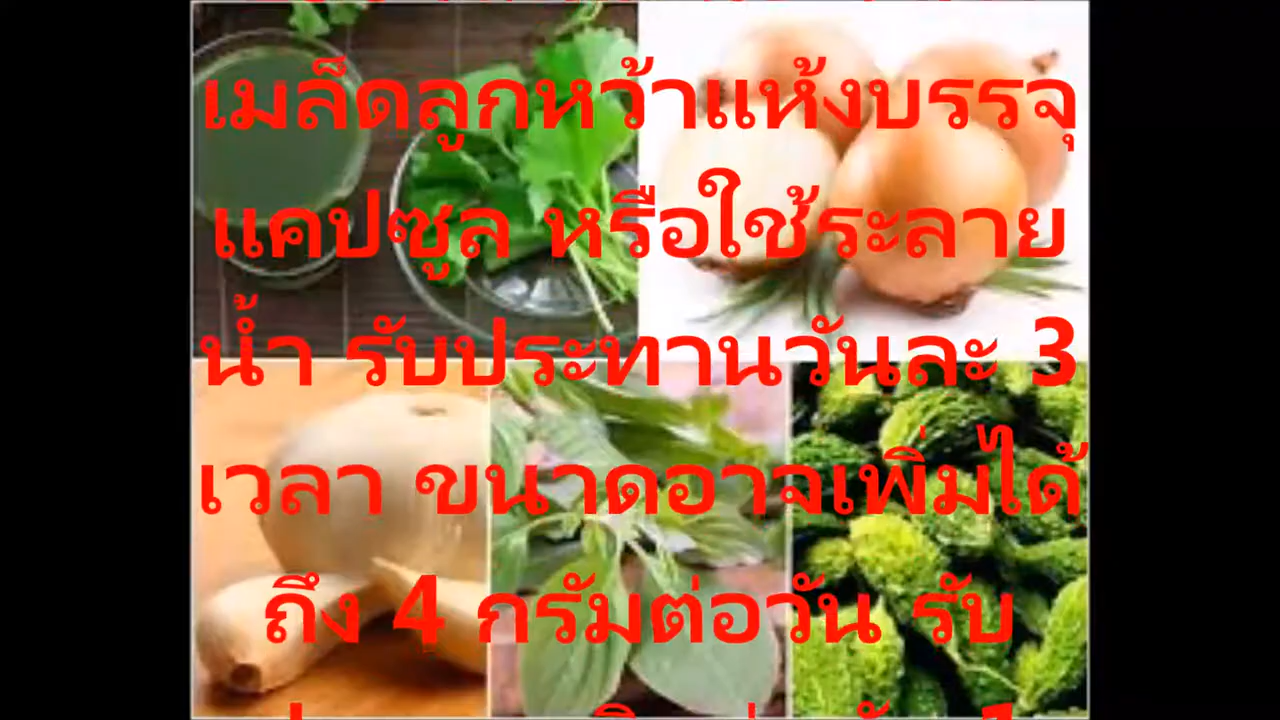 เมล็ดลูกหว้าแห้งบรรจุ
แคปซูล หรือใช้ระลาย
น้ำ รับประทานวันละ 3
เวลา ขนาดอาจเพิ่มได้
ถึง 4 กรัมต่อวัน รับ